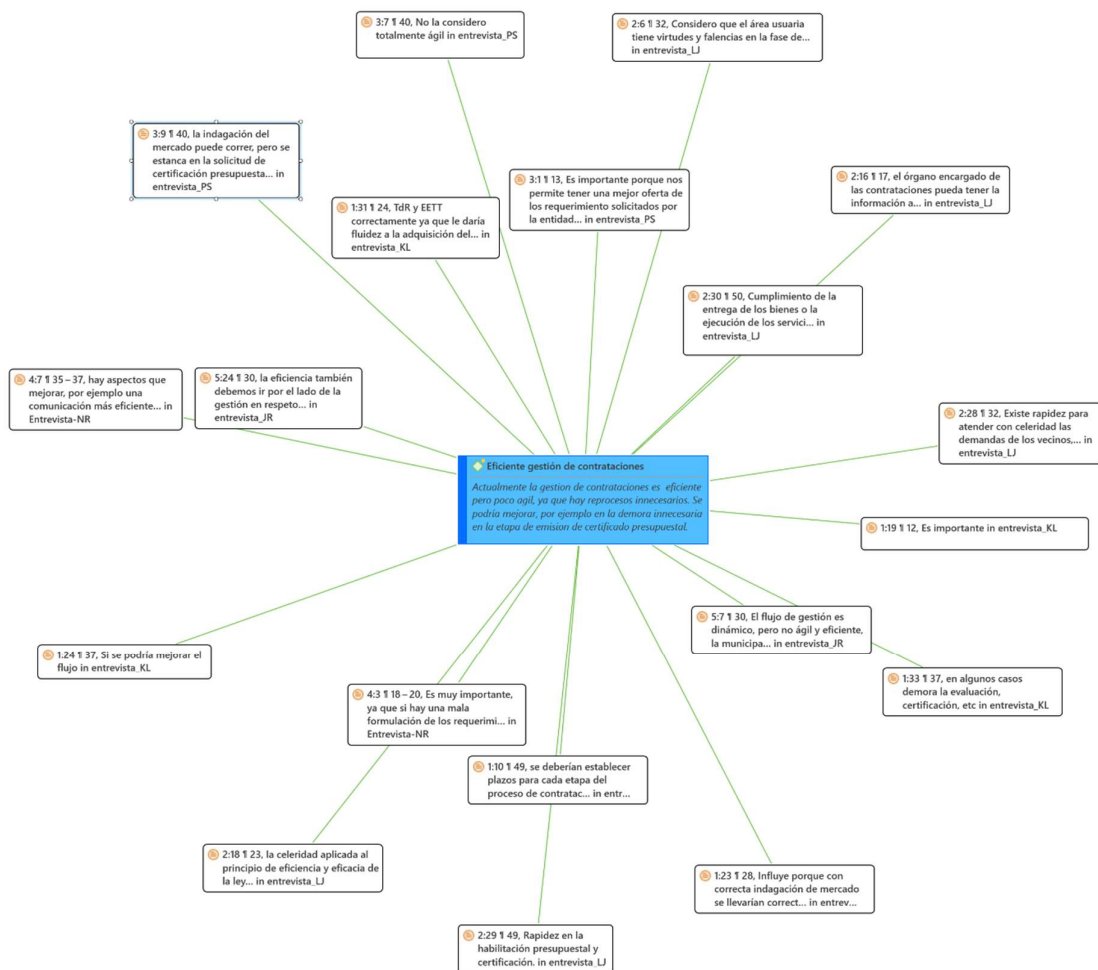 3:7 ¶ 40, No la considero
totalmente ágil in entrevista_PS
2:6 ¶ 32, Considero que el área usuaria
tiene virtudes y falencias en la fase de...
in entrevista_LJ
3:9 ¶ 40, la indagación del
mercado puede correr, pero se
estanca en la solicitud de
certificación presupuesta... in
entrevista_PS
3:1 ¶ 13, Es importante porque nos
permite tener una mejor oferta de
los requerimiento solicitados por
la entidad... in entrevista_PS
2:16 ¶ 17, el órgano encargado de
las contrataciones pueda tener la
información a... in entrevista_LJ
1:31 ¶ 24, TdR y EETT
correctamente ya que le daría
fluidez a la adquisición del... in
entrevista_KL
2:30 ¶ 50, Cumplimiento de la
entrega de los bienes o la
ejecución de los servici... in
entrevista_LJ
4:7 ¶ 35 – 37, hay aspectos que
mejorar, por ejemplo una
comunicación más eficiente... in
Entrevista-NR
5:24 ¶ 30, la eficiencia también
debemos ir por el lado de la
gestión en respeto... in
entrevista_JR
2:28 ¶ 32, Existe rapidez para
atender con celeridad las
demandas de los vecinos,... in
entrevista_LJ
Eficiente gestión de contrataciones
Actualmente la gestion de contrataciones es eficiente
pero poco agil, ya que hay reprocesos innecesarios. Se
podría mejorar, por ejemplo en la demora innecesaria
en la etapa de emision de certificado presupuestal.
1:19 ¶ 12, Es importante in entrevista_KL
5:7 ¶ 30, El flujo de gestión es
dinámico, pero no ágil y eficiente,
la municipa... in entrevista_JR
1:24 ¶ 37, Si se podría mejorar el
flujo in entrevista_KL
1:33 ¶ 37, en algunos casos
demora la evaluación,
certificación, etc in entrevista_KL
4:3 ¶ 18 – 20, Es muy importante,
ya que si hay una mala
formulación de los requerimi... in
Entrevista-NR
1:10 ¶ 49, se deberían establecer
plazos para cada etapa del
proceso de contratac... in entr...
2:18 ¶ 23, la celeridad aplicada al
principio de eficiencia y eficacia de
la ley... in entrevista_LJ
1:23 ¶ 28, Influye porque con
correcta indagación de mercado
se llevarían correct... in entrev...
2:29 ¶ 49, Rapidez en la
habilitación presupuestal y
certificación. in entrevista_LJ